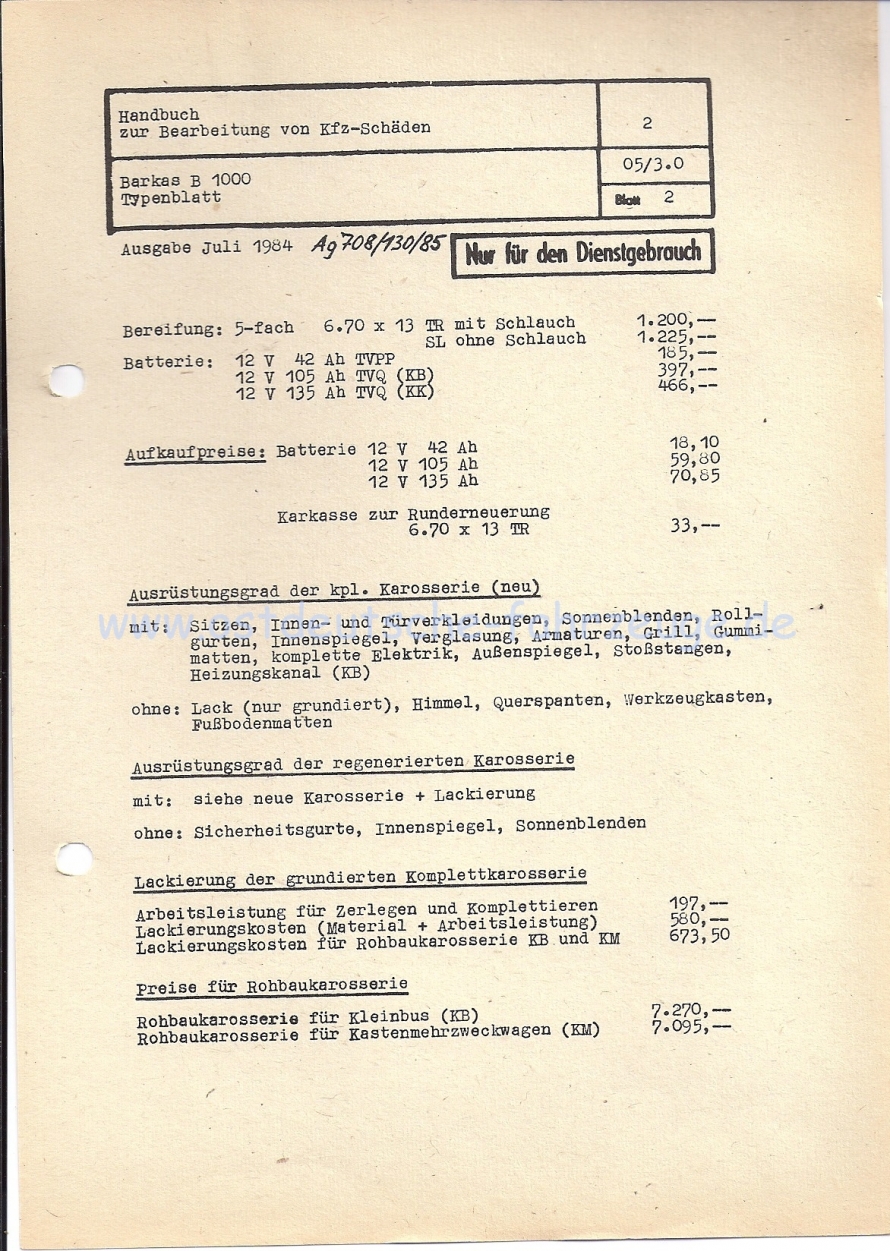 Handbuch
zur Bearbeitung von Kfz-Schäden
2
Barkas B 1000
Typenblatt
05/3.0
Blatt 2
Ausgabe Juli 1984 Ag 708/130/85 Nur für den Dienstgebrauch
Bereifung: 5-fach 6.70 x 13 TR mit Schlauch 1.200,--
SL ohne Schlauch 1.225,--
Batterie: 12 V 42 Ah TVPP 185,--
12 V 105 Ah TVQ (KB) 397,--
12 V 135 Ah TVQ (KK) 466,--
Aufkaufpreise: Batterie 12 V 42 Ah 18,10
12 V 105 Ah 59,80
12 V 135 Ah 70,85
Karkasse zur Runderneuerung
6.70 x 13 TR 33,--
Ausrüstungsgrad der kpl. Karosserie (neu)
www.ostdeutsche-fahrzeuge.de
mit: Sitzen, Innen- und Türverkleidungen, Sonnenblenden, Roll-
gurten, Innenspiegel, Verglasung, Armaturen, Grill, Gummi-
matten, komplette Elektrik, Außenspiegel, Stoßstangen,
Heizungskanal (KB)
ohne: Lack (nur grundiert), Himmel, Querspanten, Werkzeugkasten,
Fußbodenmatten
Ausrüstungsgrad der regenerierten Karosserie
mit: siehe neue Karosserie + Lackierung
ohne: Sicherheitsgurte, Innenspiegel, Sonnenblenden
Lackierung der grundierten Komplettkarosserie
Arbeitsleistung für Zerlegen und Komplettieren 197,--
Lackierungskosten (Material + Arbeitsleistung) 580,--
Lackierungskosten für Rohbaukarosserie KB und KM 673,50
Preise für Rohbaukarosserie
Rohbaukarosserie für Kleinbus (KB) 7.270,--
Rohbaukarosserie für Kastenmehrzweckwagen (KM) 7.095,--